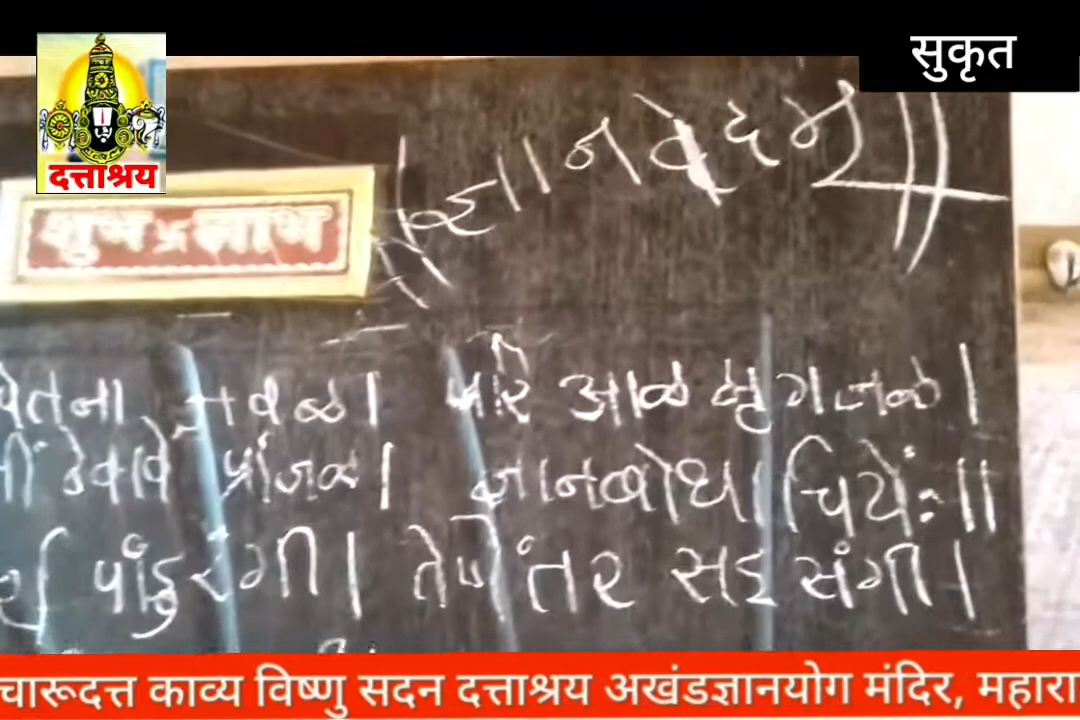 सुकृत
दत्ताश्रय
शुभ लाभ
ज्ञानवेदम्॥
चेतना वळ। परि आळ मृगजळ।
ठेवावे प्रांजळ। ज्ञानबोधाचियें:॥
पांडुरंगी। तेणेंतर सद्संगी।
चारूदत्त काव्य विष्णु सदन दत्ताश्रय अखंडज्ञानयोग मंदिर, महारा